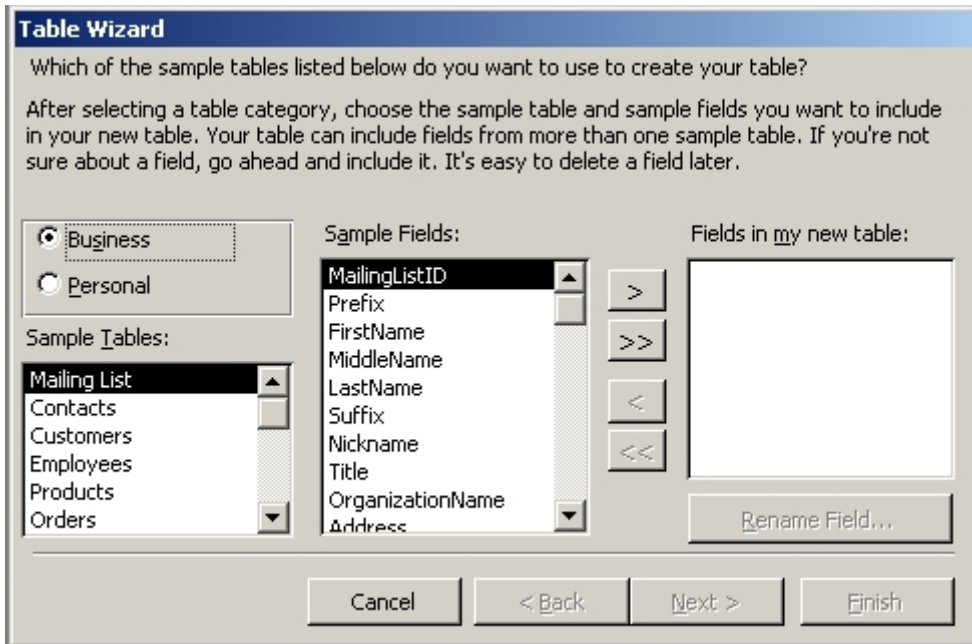 Table Wizard
Which of the sample tables listed below do you want to use to create your table?
After selecting a table category, choose the sample table and sample fields you want to include
in your new table. Your table can include fields from more than one sample table. If you're not
sure about a field, go ahead and include it. It's easy to delete a field later.
Business
Personal
Sample Tables:
Mailing List
Contacts
Customers
Employees
Products
Orders
Sample Fields:
MailingListID
Prefix
FirstName
MiddleName
LastName
Suffix
Nickname
Title
OrganizationName
Address
>
>>
<
<<
Fields in my new table:
Rename Field...
Cancel
< Back
Next >
Finish